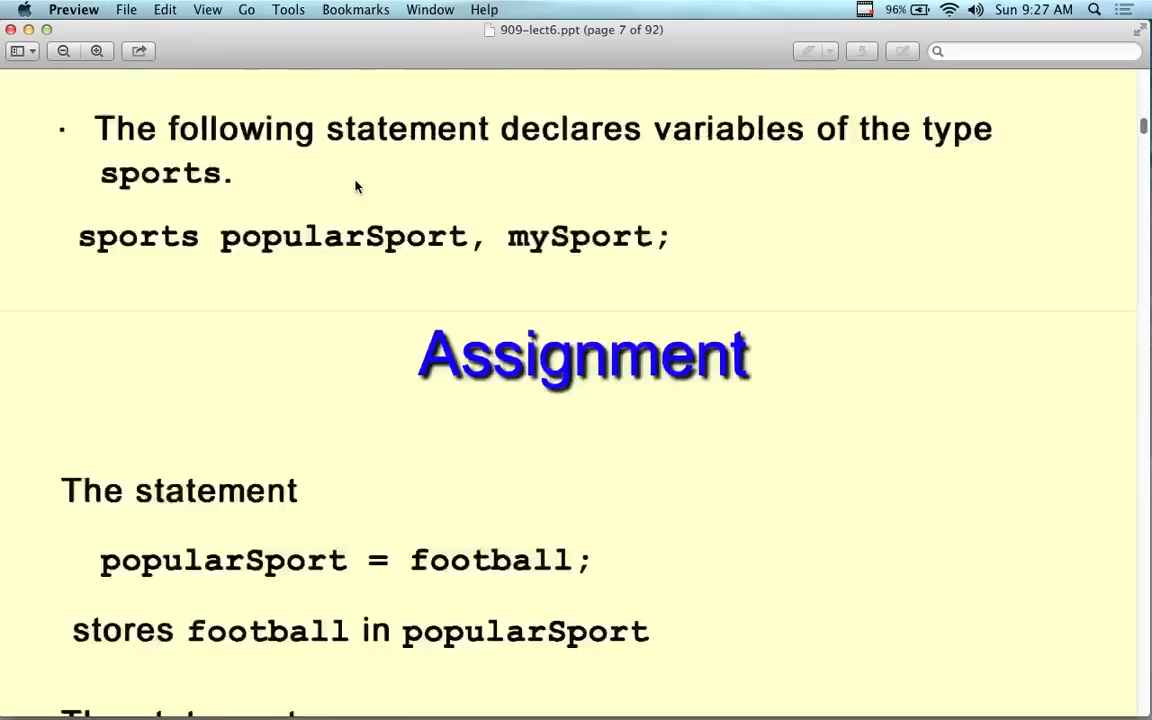 Preview File Edit View Go Tools Bookmarks Window Help 96% Sun 9:27 AM
909-lect6.ppt (page 7 of 92)
· The following statement declares variables of the type
sports.
sports popularSport, mySport;
Assignment
The statement
popularSport = football;
stores football in popularSport